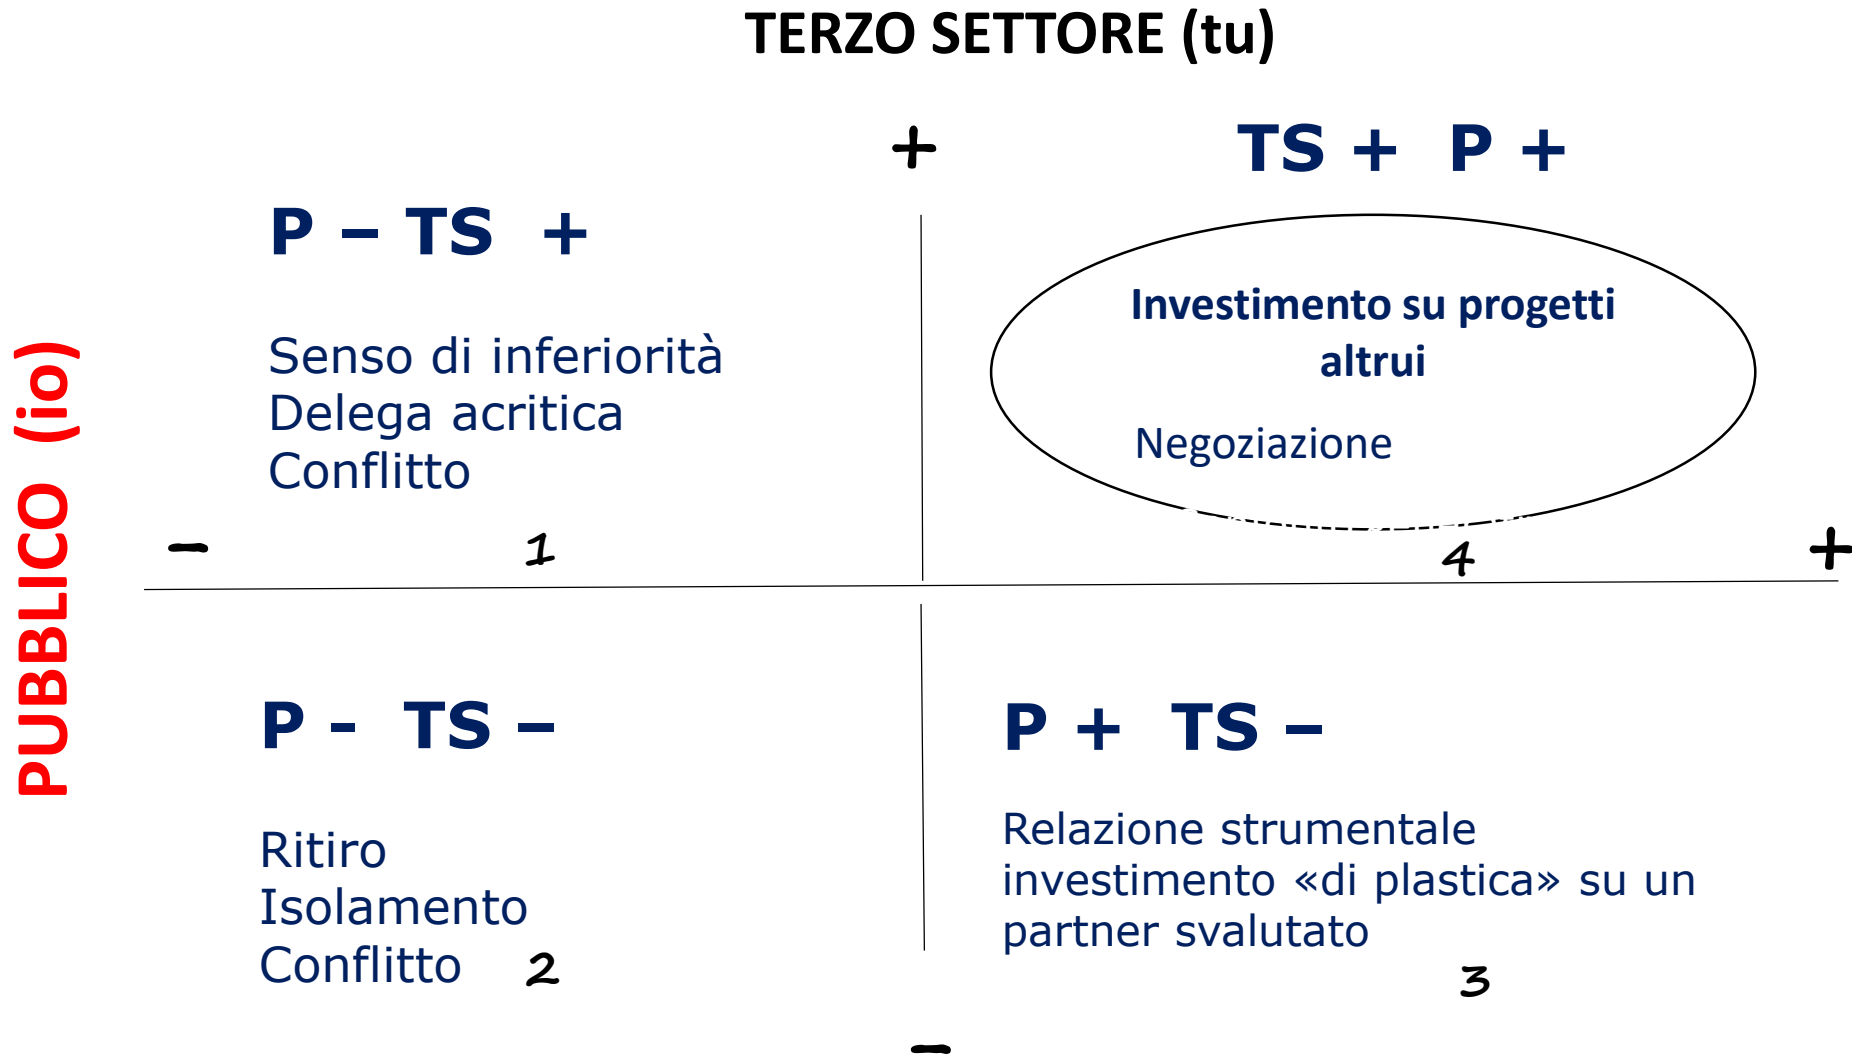 TERZO SETTORE (tu)
+
TS + P +
P – TS +
Investimento su progetti
altrui
Senso di inferiorità
Delega acritica
Conflitto
Negoziazione
PUBBLICO (io)
–
1
4
+
P - TS –
P + TS –
Ritiro
Isolamento
Conflitto
2
Relazione strumentale
investimento «di plastica» su un
partner svalutato
3
–